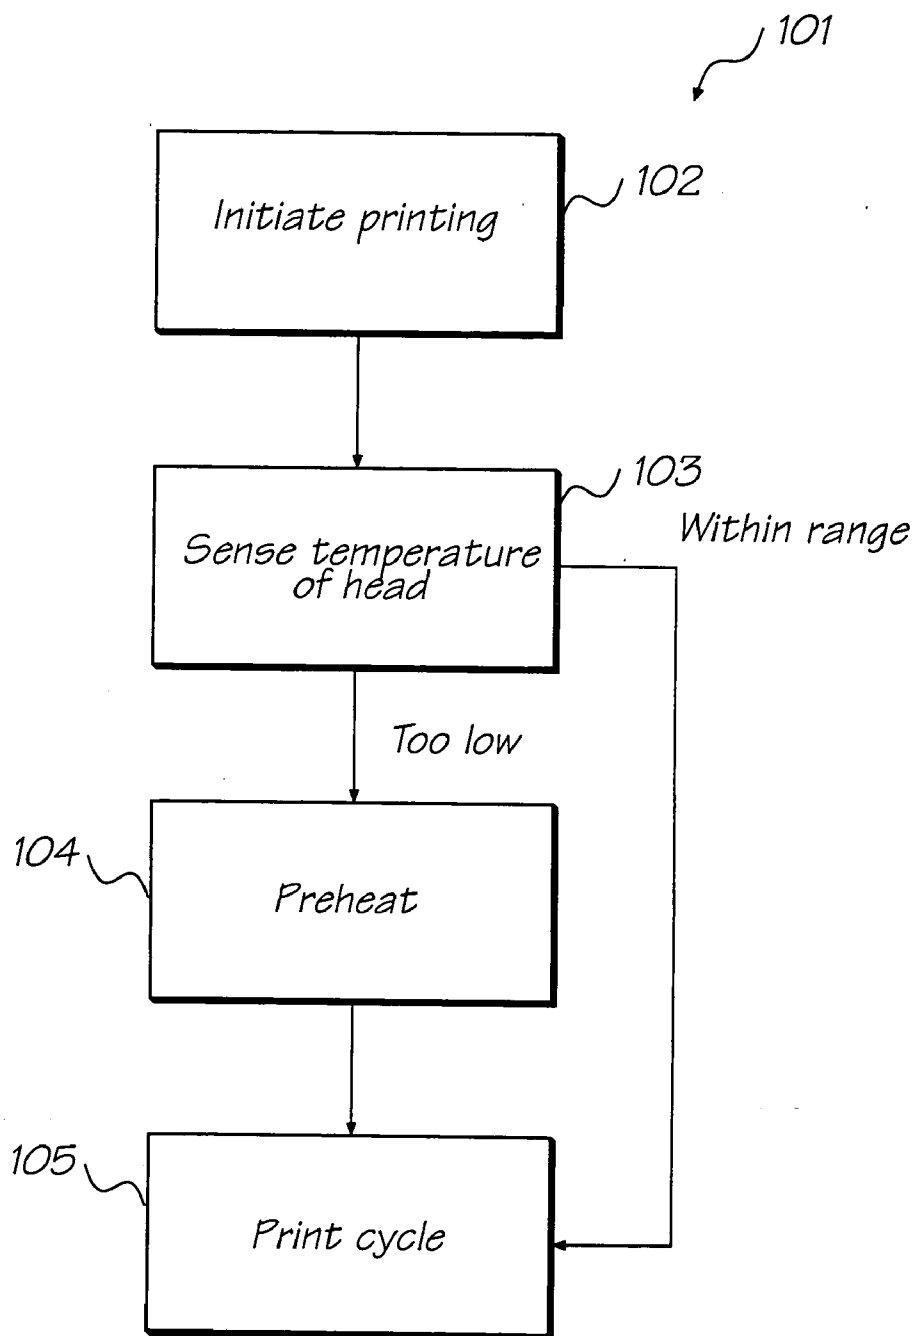 101
Initiate printing
102
103
Sense temperature
of head
Within range
Too low
104
Preheat
105
Print cycle